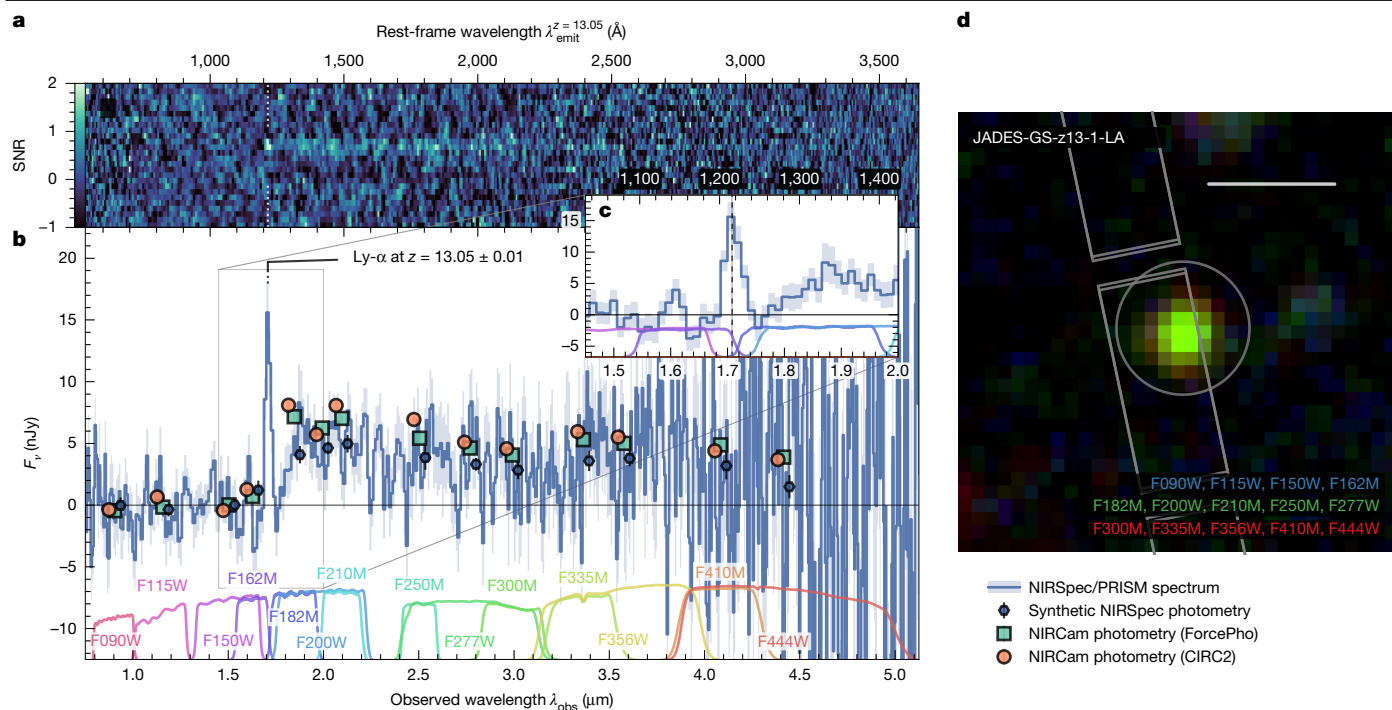 a
Rest-frame wavelength λ_emit^{z = 13.05} (Å)
1,000 1,500 2,000 2,500 3,000 3,500
2
1
0
−1
SNR
b
Ly-α at z = 13.05 ± 0.01
20
15
10
5
0
−5
−10
F_ν (nJy)
c
1,100 1,200 1,300 1,400
15
10
5
0
−5
1.5 1.6 1.7 1.8 1.9 2.0
F115W F162M F210M F250M F300M F335M F410M
F182M
F090W F150W F200W F277W F356W F444W
1.0 1.5 2.0 2.5 3.0 3.5 4.0 4.5 5.0
Observed wavelength λ_obs (μm)
d
JADES-GS-z13-1-LA
F090W, F115W, F150W, F162M
F182M, F200W, F210M, F250M, F277W
F300M, F335M, F356W, F410M, F444W
NIRSpec/PRISM spectrum
Synthetic NIRSpec photometry
NIRCam photometry (ForcePho)
NIRCam photometry (CIRC2)